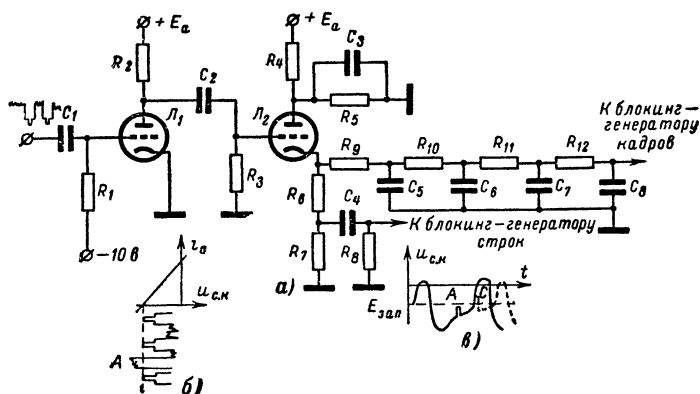 + Eа
+ Eа
R₂
C₂
R₄
C₃
Л₁
Л₂
R₅
C₁
R₁
−10 в
R₃
R₉
R₁₀
R₁₁
R₁₂
К блокинг-
генератору
кадров
C₅
C₆
C₇
C₈
R₆
C₄
К блокинг-генератору
строк
R₇
R₈
а)
iа
uс.к
A
t
б)
uс.к
t
Eзап
A
C
в)